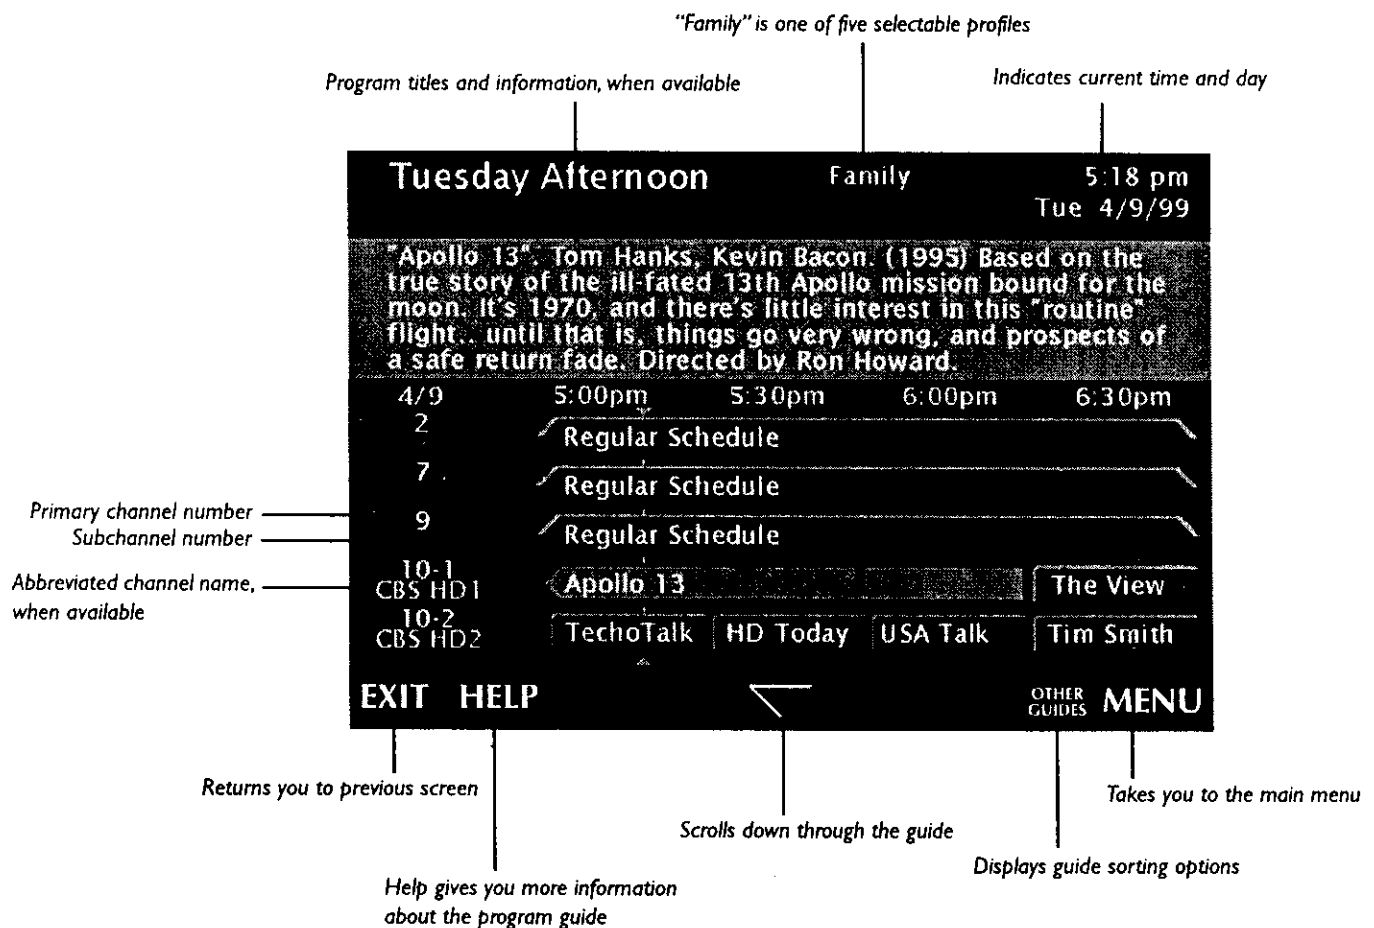 "Family" is one of five selectable profiles
Program titles and information, when available
Indicates current time and day
Tuesday Afternoon
Family
5:18 pm
Tue 4/9/99
"Apollo 13". Tom Hanks, Kevin Bacon. (1995) Based on the
true story of the ill-fated 13th Apollo mission bound for the
moon. It's 1970, and there's little interest in this "routine"
flight.. until that is, things go very wrong, and prospects of
a safe return fade. Directed by Ron Howard.
4/9 5:00pm 5:30pm 6:00pm 6:30pm
2 Regular Schedule
7 Regular Schedule
Primary channel number
9 Regular Schedule
Subchannel number
10-1
CBS HD1
Apollo 13 The View
Abbreviated channel name,
when available
10-2
CBS HD2
TechoTalk HD Today USA Talk Tim Smith
EXIT HELP
OTHER
GUIDES
MENU
Returns you to previous screen
Takes you to the main menu
Scrolls down through the guide
Displays guide sorting options
Help gives you more information
about the program guide